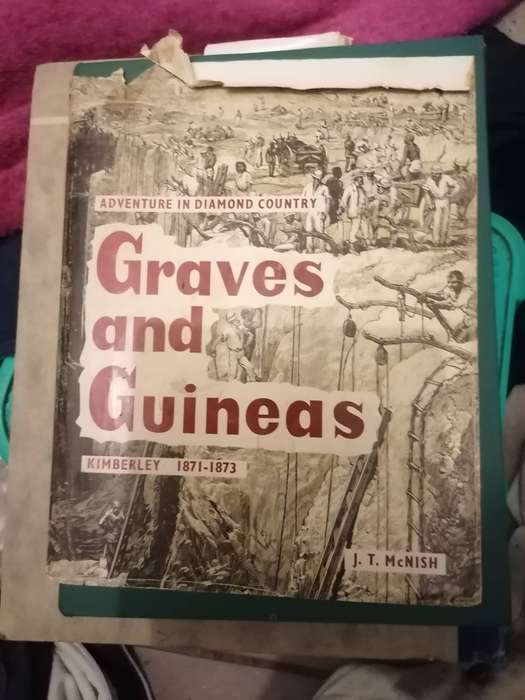 ADVENTURE IN DIAMOND COUNTRY
Graves
and
Guineas
KIMBERLEY 1871-1873
J. T. McNISH